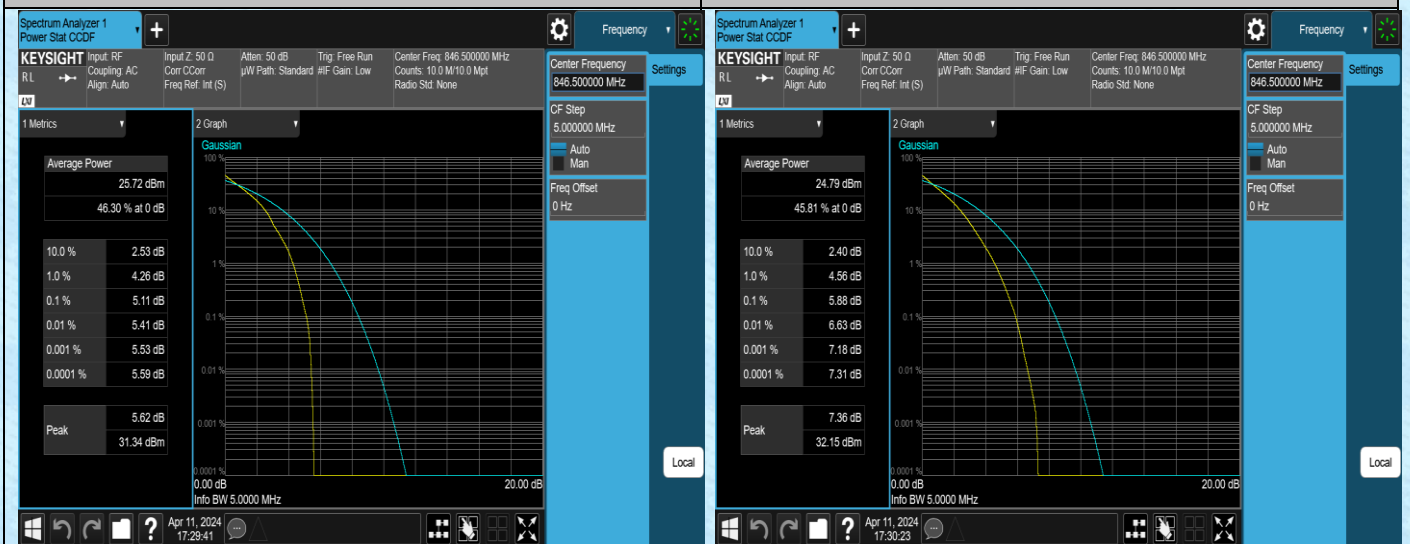 Spectrum Analyzer 1
Power Stat CCDF
Frequency
KEYSIGHT
R L
LXI
Input: RF
Coupling: AC
Align: Auto
Input Z: 50 Ω
Corr CCorr
Freq Ref: Int (S)
Atten: 50 dB
µW Path: Standard
Trig: Free Run
#IF Gain: Low
Center Freq: 846.500000 MHz
Counts: 10.0 M/10.0 Mpt
Radio Std: None
Center Frequency
846.500000 MHz
Settings
CF Step
5.000000 MHz
Auto
Man
Freq Offset
0 Hz
1 Metrics
Average Power
25.72 dBm
46.30 % at 0 dB
10.0 % 2.53 dB
1.0 % 4.26 dB
0.1 % 5.11 dB
0.01 % 5.41 dB
0.001 % 5.53 dB
0.0001 % 5.59 dB
Peak
5.62 dB
31.34 dBm
2 Graph
Gaussian
100 %
10 %
1 %
0.1 %
0.01 %
0.001 %
0.0001 %
0.00 dB 20.00 dB
Info BW 5.0000 MHz
Local
?
Apr 11, 2024
17:29:41
Spectrum Analyzer 1
Power Stat CCDF
Frequency
KEYSIGHT
R L
LXI
Input: RF
Coupling: AC
Align: Auto
Input Z: 50 Ω
Corr CCorr
Freq Ref: Int (S)
Atten: 50 dB
µW Path: Standard
Trig: Free Run
#IF Gain: Low
Center Freq: 846.500000 MHz
Counts: 10.0 M/10.0 Mpt
Radio Std: None
Center Frequency
846.500000 MHz
Settings
CF Step
5.000000 MHz
Auto
Man
Freq Offset
0 Hz
1 Metrics
Average Power
24.79 dBm
45.81 % at 0 dB
10.0 % 2.40 dB
1.0 % 4.56 dB
0.1 % 5.88 dB
0.01 % 6.63 dB
0.001 % 7.18 dB
0.0001 % 7.31 dB
Peak
7.36 dB
32.15 dBm
2 Graph
Gaussian
100 %
10 %
1 %
0.1 %
0.01 %
0.001 %
0.0001 %
0.00 dB 20.00 dB
Info BW 5.0000 MHz
Local
?
Apr 11, 2024
17:30:23